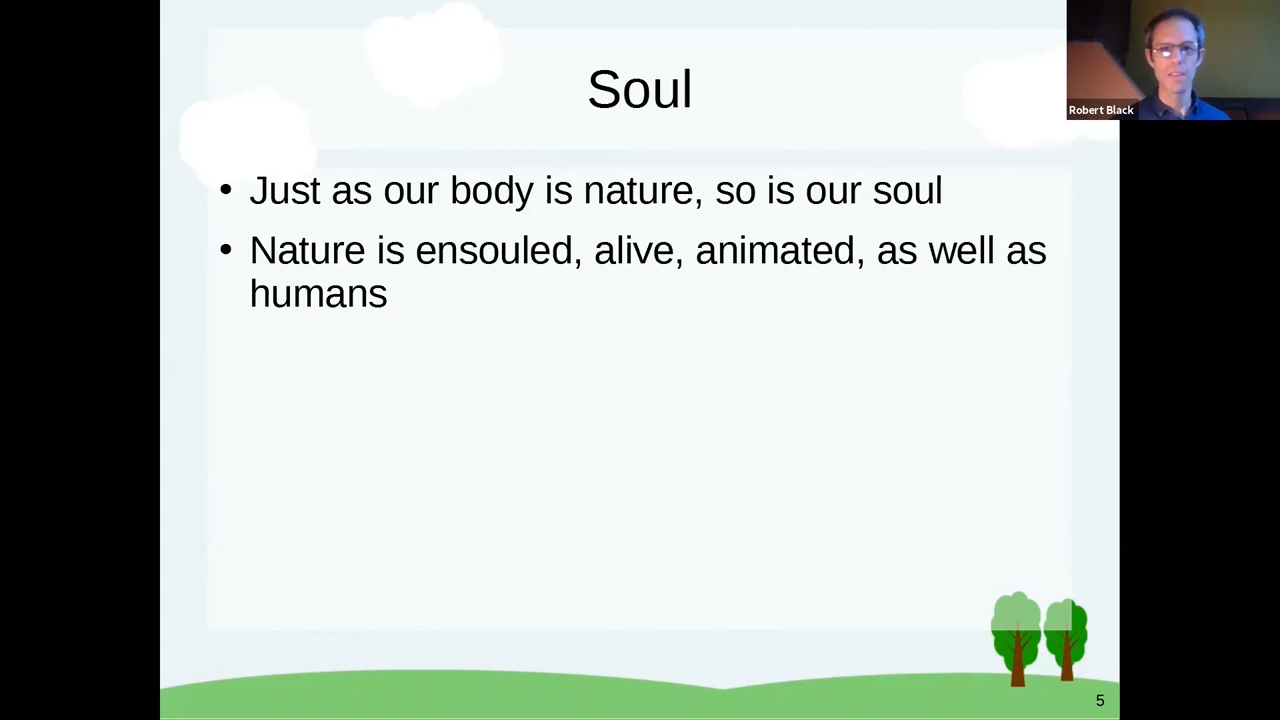 Soul
Robert Black
• Just as our body is nature, so is our soul
• Nature is ensouled, alive, animated, as well as
humans
5